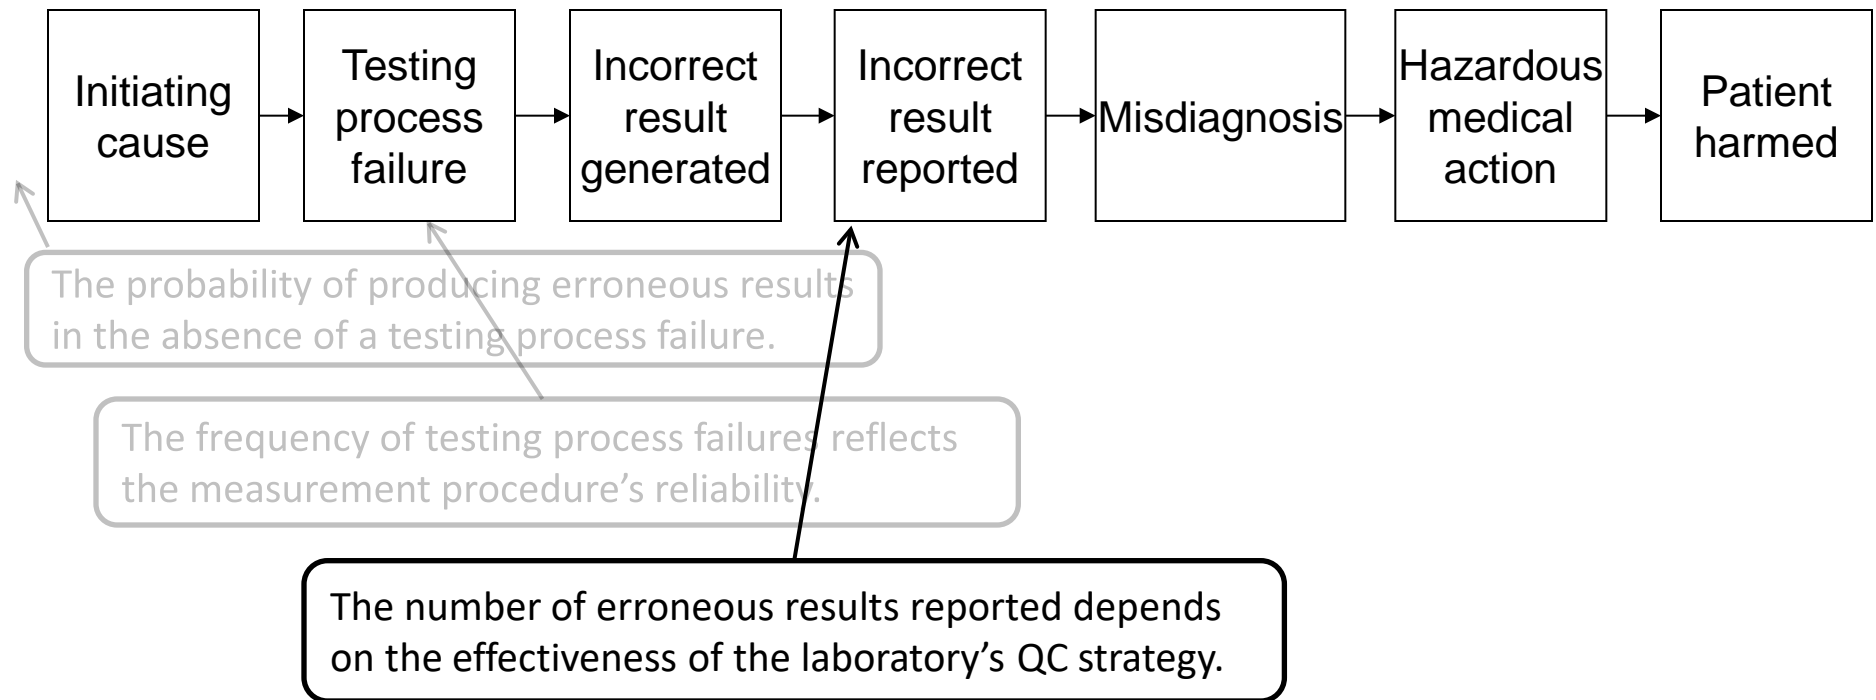 Initiating
cause
Testing
process
failure
Incorrect
result
generated
Incorrect
result
reported
Misdiagnosis
Hazardous
medical
action
Patient
harmed
The probability of producing erroneous results
in the absence of a testing process failure.
The frequency of testing process failures reflects
the measurement procedure’s reliability.
The number of erroneous results reported depends
on the effectiveness of the laboratory’s QC strategy.